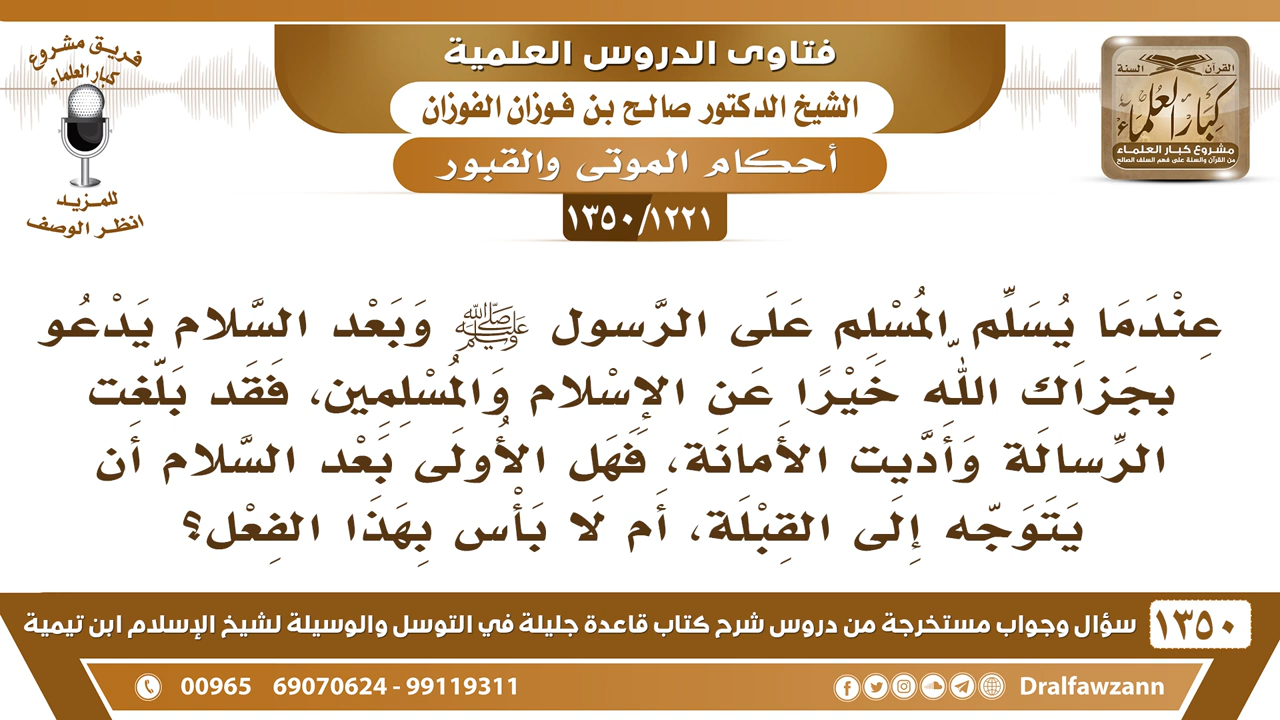 فتاوى الدروس العلمية
الشيخ الدكتور صالح بن فوزان الفوزان
أحكام الموتى والقبور
١٣٥٠/١٢٢١
فريق مشروع
كبار العلماء
للمزيد
انظر الوصف
القرآن السنة
كبار العلماء
مشروع كبار العلماء
من القرآن والسنة على فهم السلف الصالح
عِنْدَمَا يُسَلِّم المُسْلِم عَلَى الرَّسول ﷺ وَبَعْد السَّلام يَدْعُو
بجَزاَك اللّه خَيْرًا عَن الإسْلام وَالمُسْلِمِين، فَقَد بَلَّغت
الرِّسالَة وَأَدَّيت الأَمانَة، فَهَل الأُولَى بَعْد السَّلام أَن
يَتَوَجّه إِلَى القِبْلَة، أَم لَا بَأْس بِهَذَا الفِعْل؟
١٣٥٠ سؤال وجواب مستخرجة من دروس شرح كتاب قاعدة جليلة في التوسل والوسيلة لشيخ الإسلام ابن تيمية
00965 69070624 - 99119311
Dralfawzann